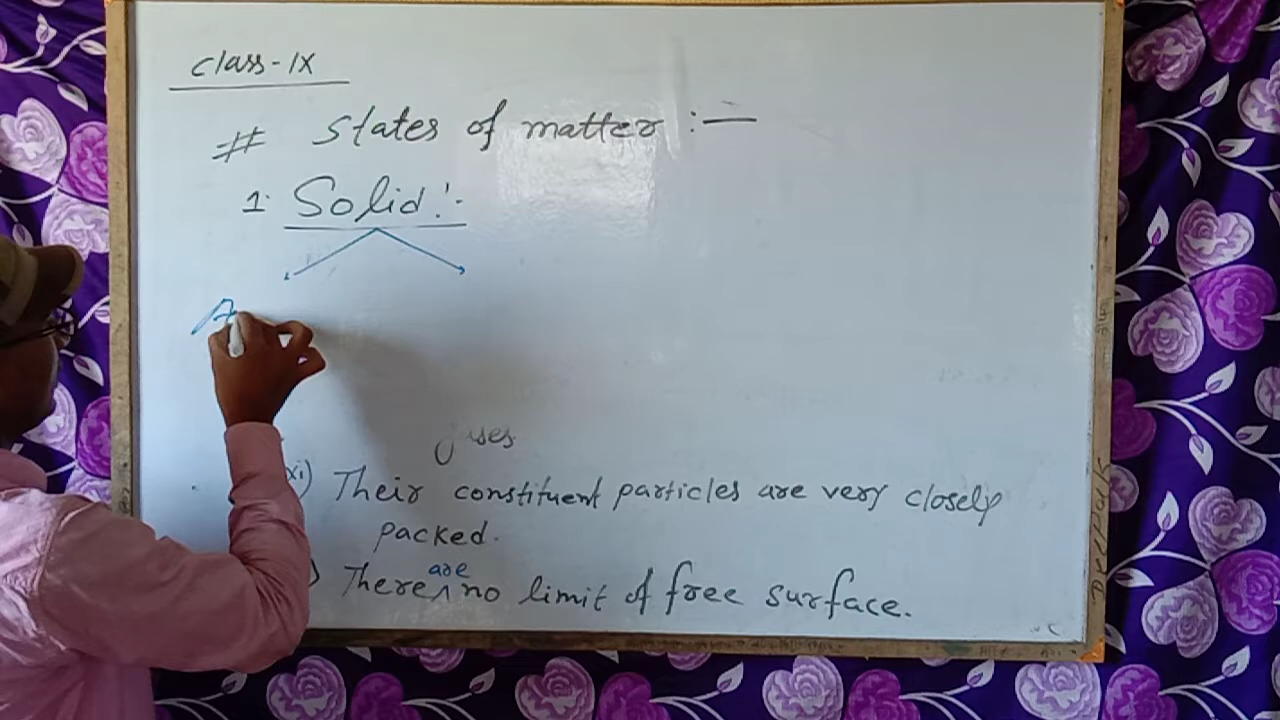 class-IX
# States of matter :-
1. Solid :-
A
gases
xi) Their constituent particles are very closely
packed.
) There are no limit of free surface.